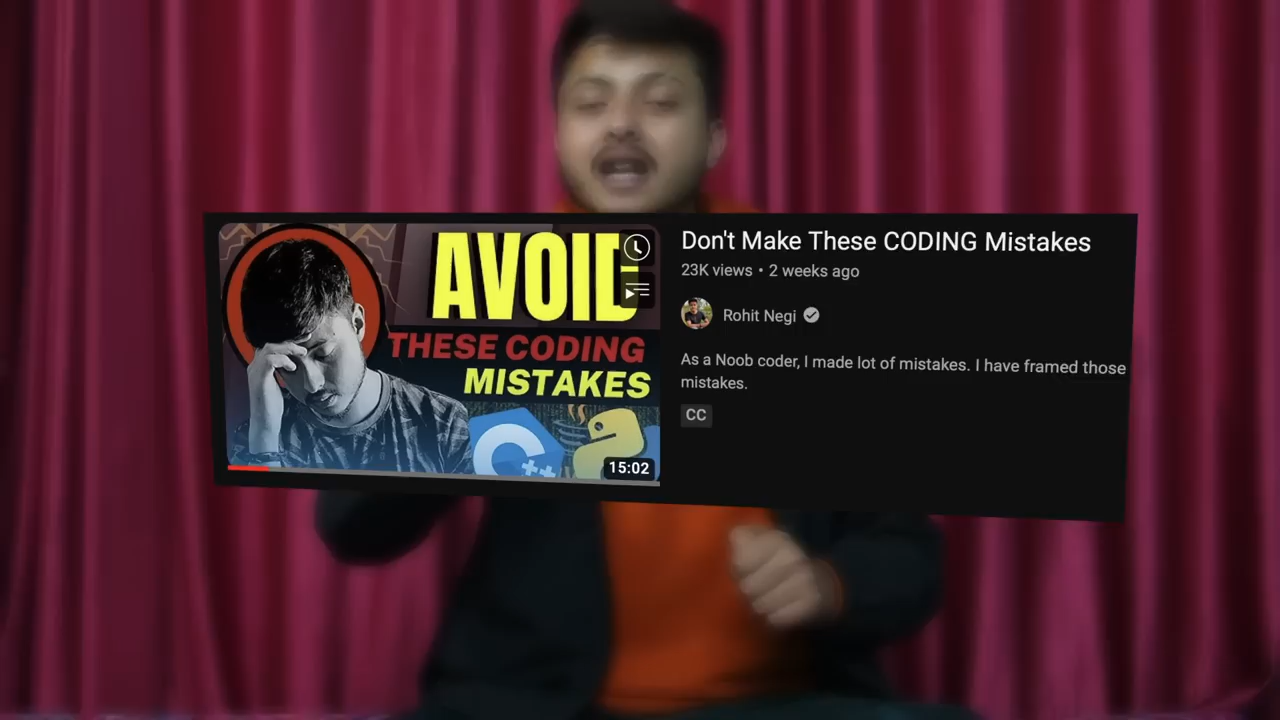 AVOID
THESE CODING
MISTAKES
C++
15:02
Don't Make These CODING Mistakes
23K views • 2 weeks ago
Rohit Negi
As a Noob coder, I made lot of mistakes. I have framed those
mistakes.
CC